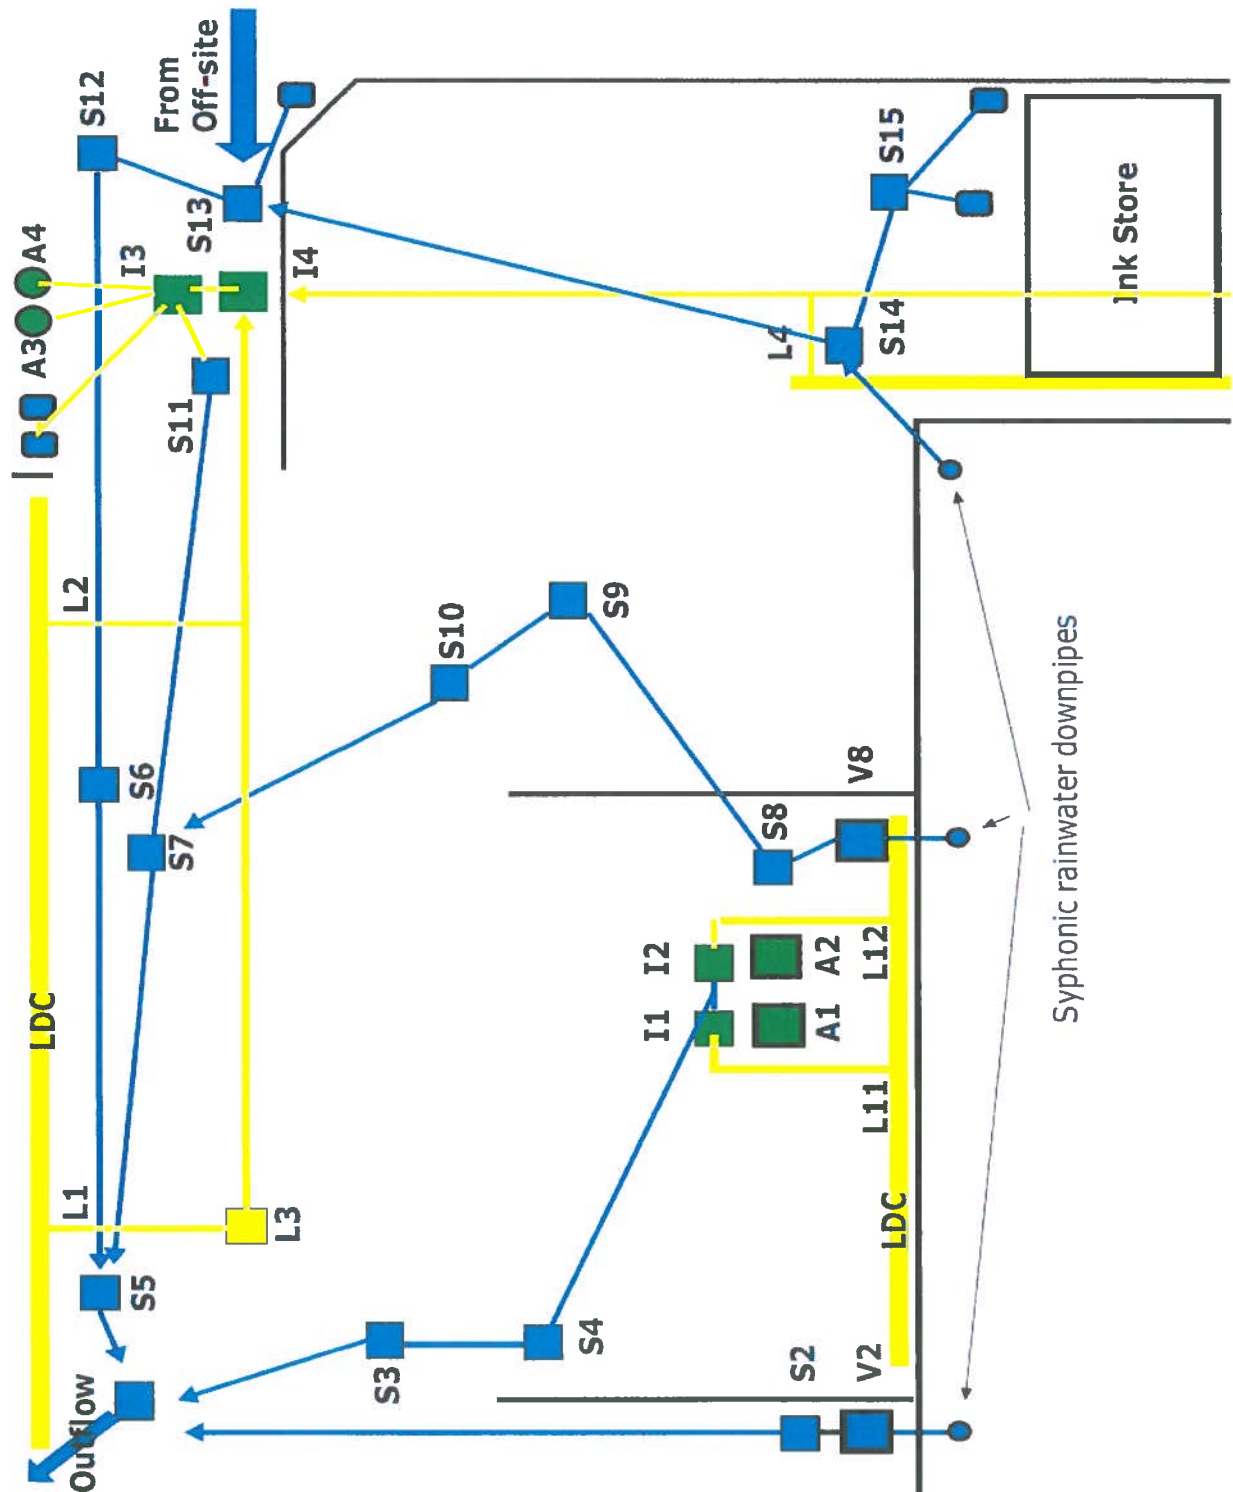 Outflow
S5
L1
LDC
S6
S7
L2
A3
A4
S11
I3
S13
S12
From
Off-site
I4
S3
S4
S10
S9
I1
I2
A1
A2
L11
L12
LDC
S2
V2
S8
V8
L4
S14
S15
L3
Ink Store
Syphonic rainwater downpipes